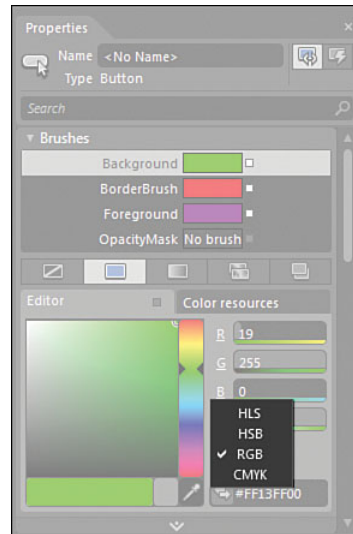 Properties
Name <No Name>
Type Button
Search
Brushes
Background
BorderBrush
Foreground
OpacityMask No brush
Editor Color resources
R 19
G 255
B 0
HLS
HSB
RGB
CMYK
#FF13FF00